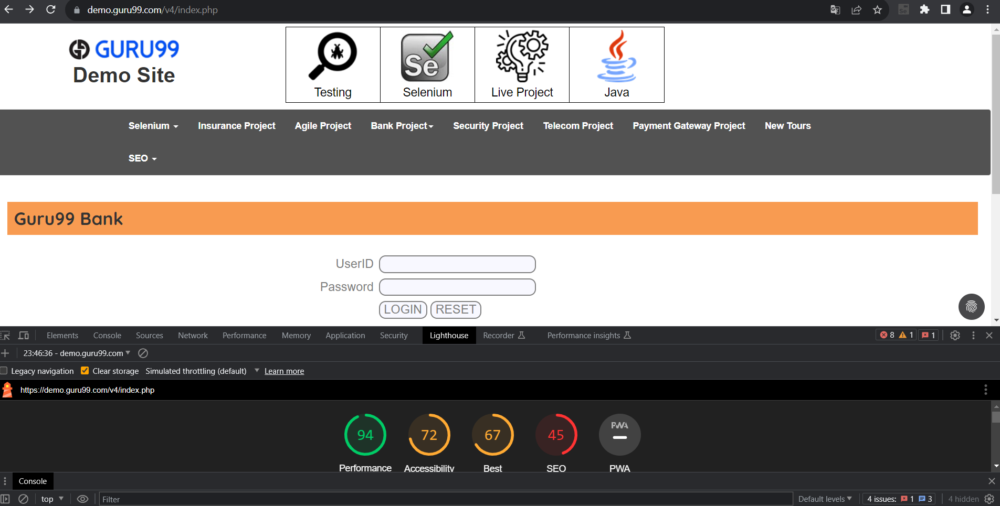 demo.guru99.com/v4/index.php
GURU99
Demo Site
Se
Testing
Selenium
Live Project
Java
Selenium
Insurance Project
Agile Project
Bank Project
Security Project
Telecom Project
Payment Gateway Project
New Tours
SEO
Guru99 Bank
UserID
Password
LOGIN RESET
Elements Console Sources Network Performance Memory Application Security Lighthouse Recorder Performance insights 8 1 1
23:46:36 - demo.guru99.com
Legacy navigation Clear storage Simulated throttling (default) Learn more
https://demo.guru99.com/v4/index.php
94 72 67 45 PWA
Performance Accessibility Best SEO PWA
Console
top Filter Default levels 4 issues: 1 3 4 hidden